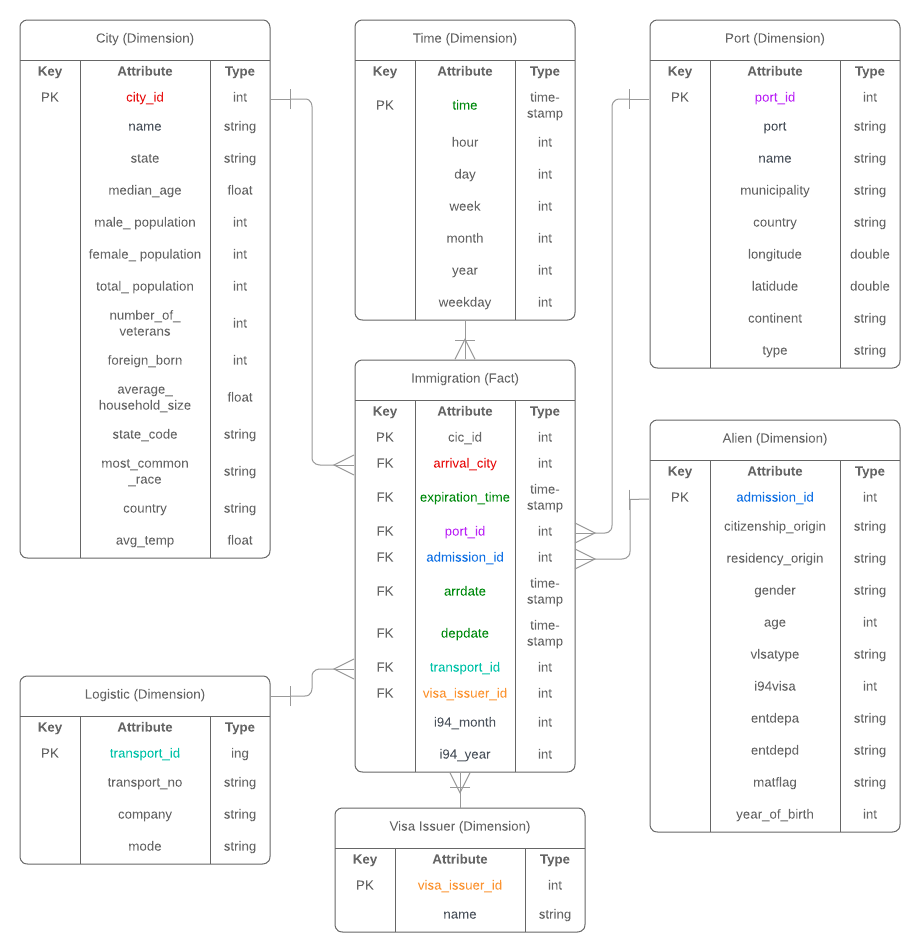 City (Dimension)
Key Attribute Type
PK city_id int
name string
state string
median_age float
male_ population int
female_ population int
total_ population int
number_of_
veterans int
foreign_born int
average_
household_size float
state_code string
most_common
_race string
country string
avg_temp float
Time (Dimension)
Key Attribute Type
PK time time-
stamp
hour int
day int
week int
month int
year int
weekday int
Port (Dimension)
Key Attribute Type
PK port_id int
port string
name string
municipality string
country string
longitude double
latidude double
continent string
type string
Immigration (Fact)
Key Attribute Type
PK cic_id int
FK arrival_city int
FK expiration_time time-
stamp
FK port_id int
FK admission_id int
FK arrdate time-
stamp
FK depdate time-
stamp
FK transport_id int
FK visa_issuer_id int
i94_month int
i94_year int
Alien (Dimension)
Key Attribute Type
PK admission_id int
citizenship_origin string
residency_origin string
gender string
age int
vlsatype string
i94visa int
entdepa string
entdepd string
matflag string
year_of_birth int
Logistic (Dimension)
Key Attribute Type
PK transport_id ing
transport_no string
company string
mode string
Visa Issuer (Dimension)
Key Attribute Type
PK visa_issuer_id int
name string